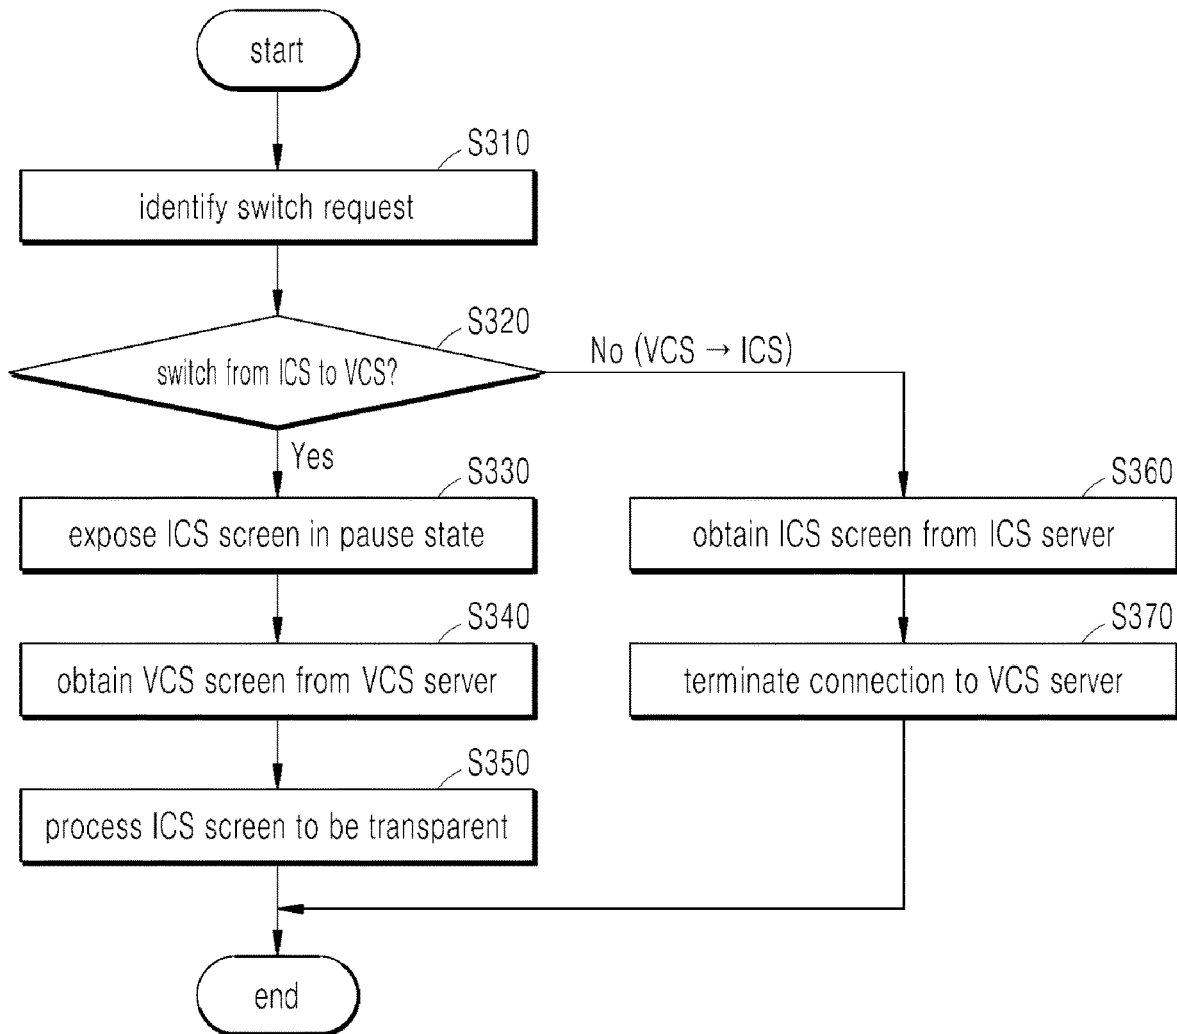 start
S310
identify switch request
S320
switch from ICS to VCS?
No (VCS → ICS)
Yes
S330
expose ICS screen in pause state
S340
obtain VCS screen from VCS server
S350
process ICS screen to be transparent
S360
obtain ICS screen from ICS server
S370
terminate connection to VCS server
end